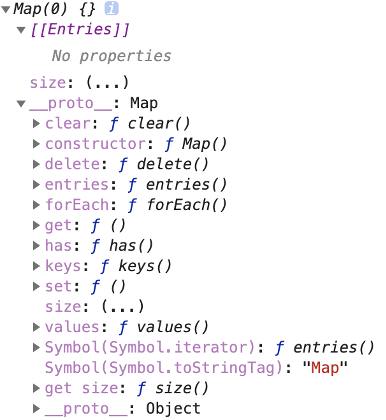 Map(0) {} i
[[Entries]]
No properties
size: (...)
__proto__: Map
clear: ƒ clear()
constructor: ƒ Map()
delete: ƒ delete()
entries: ƒ entries()
forEach: ƒ forEach()
get: ƒ ()
has: ƒ has()
keys: ƒ keys()
set: ƒ ()
size: (...)
values: ƒ values()
Symbol(Symbol.iterator): ƒ entries()
Symbol(Symbol.toStringTag): "Map"
get size: ƒ size()
__proto__: Object